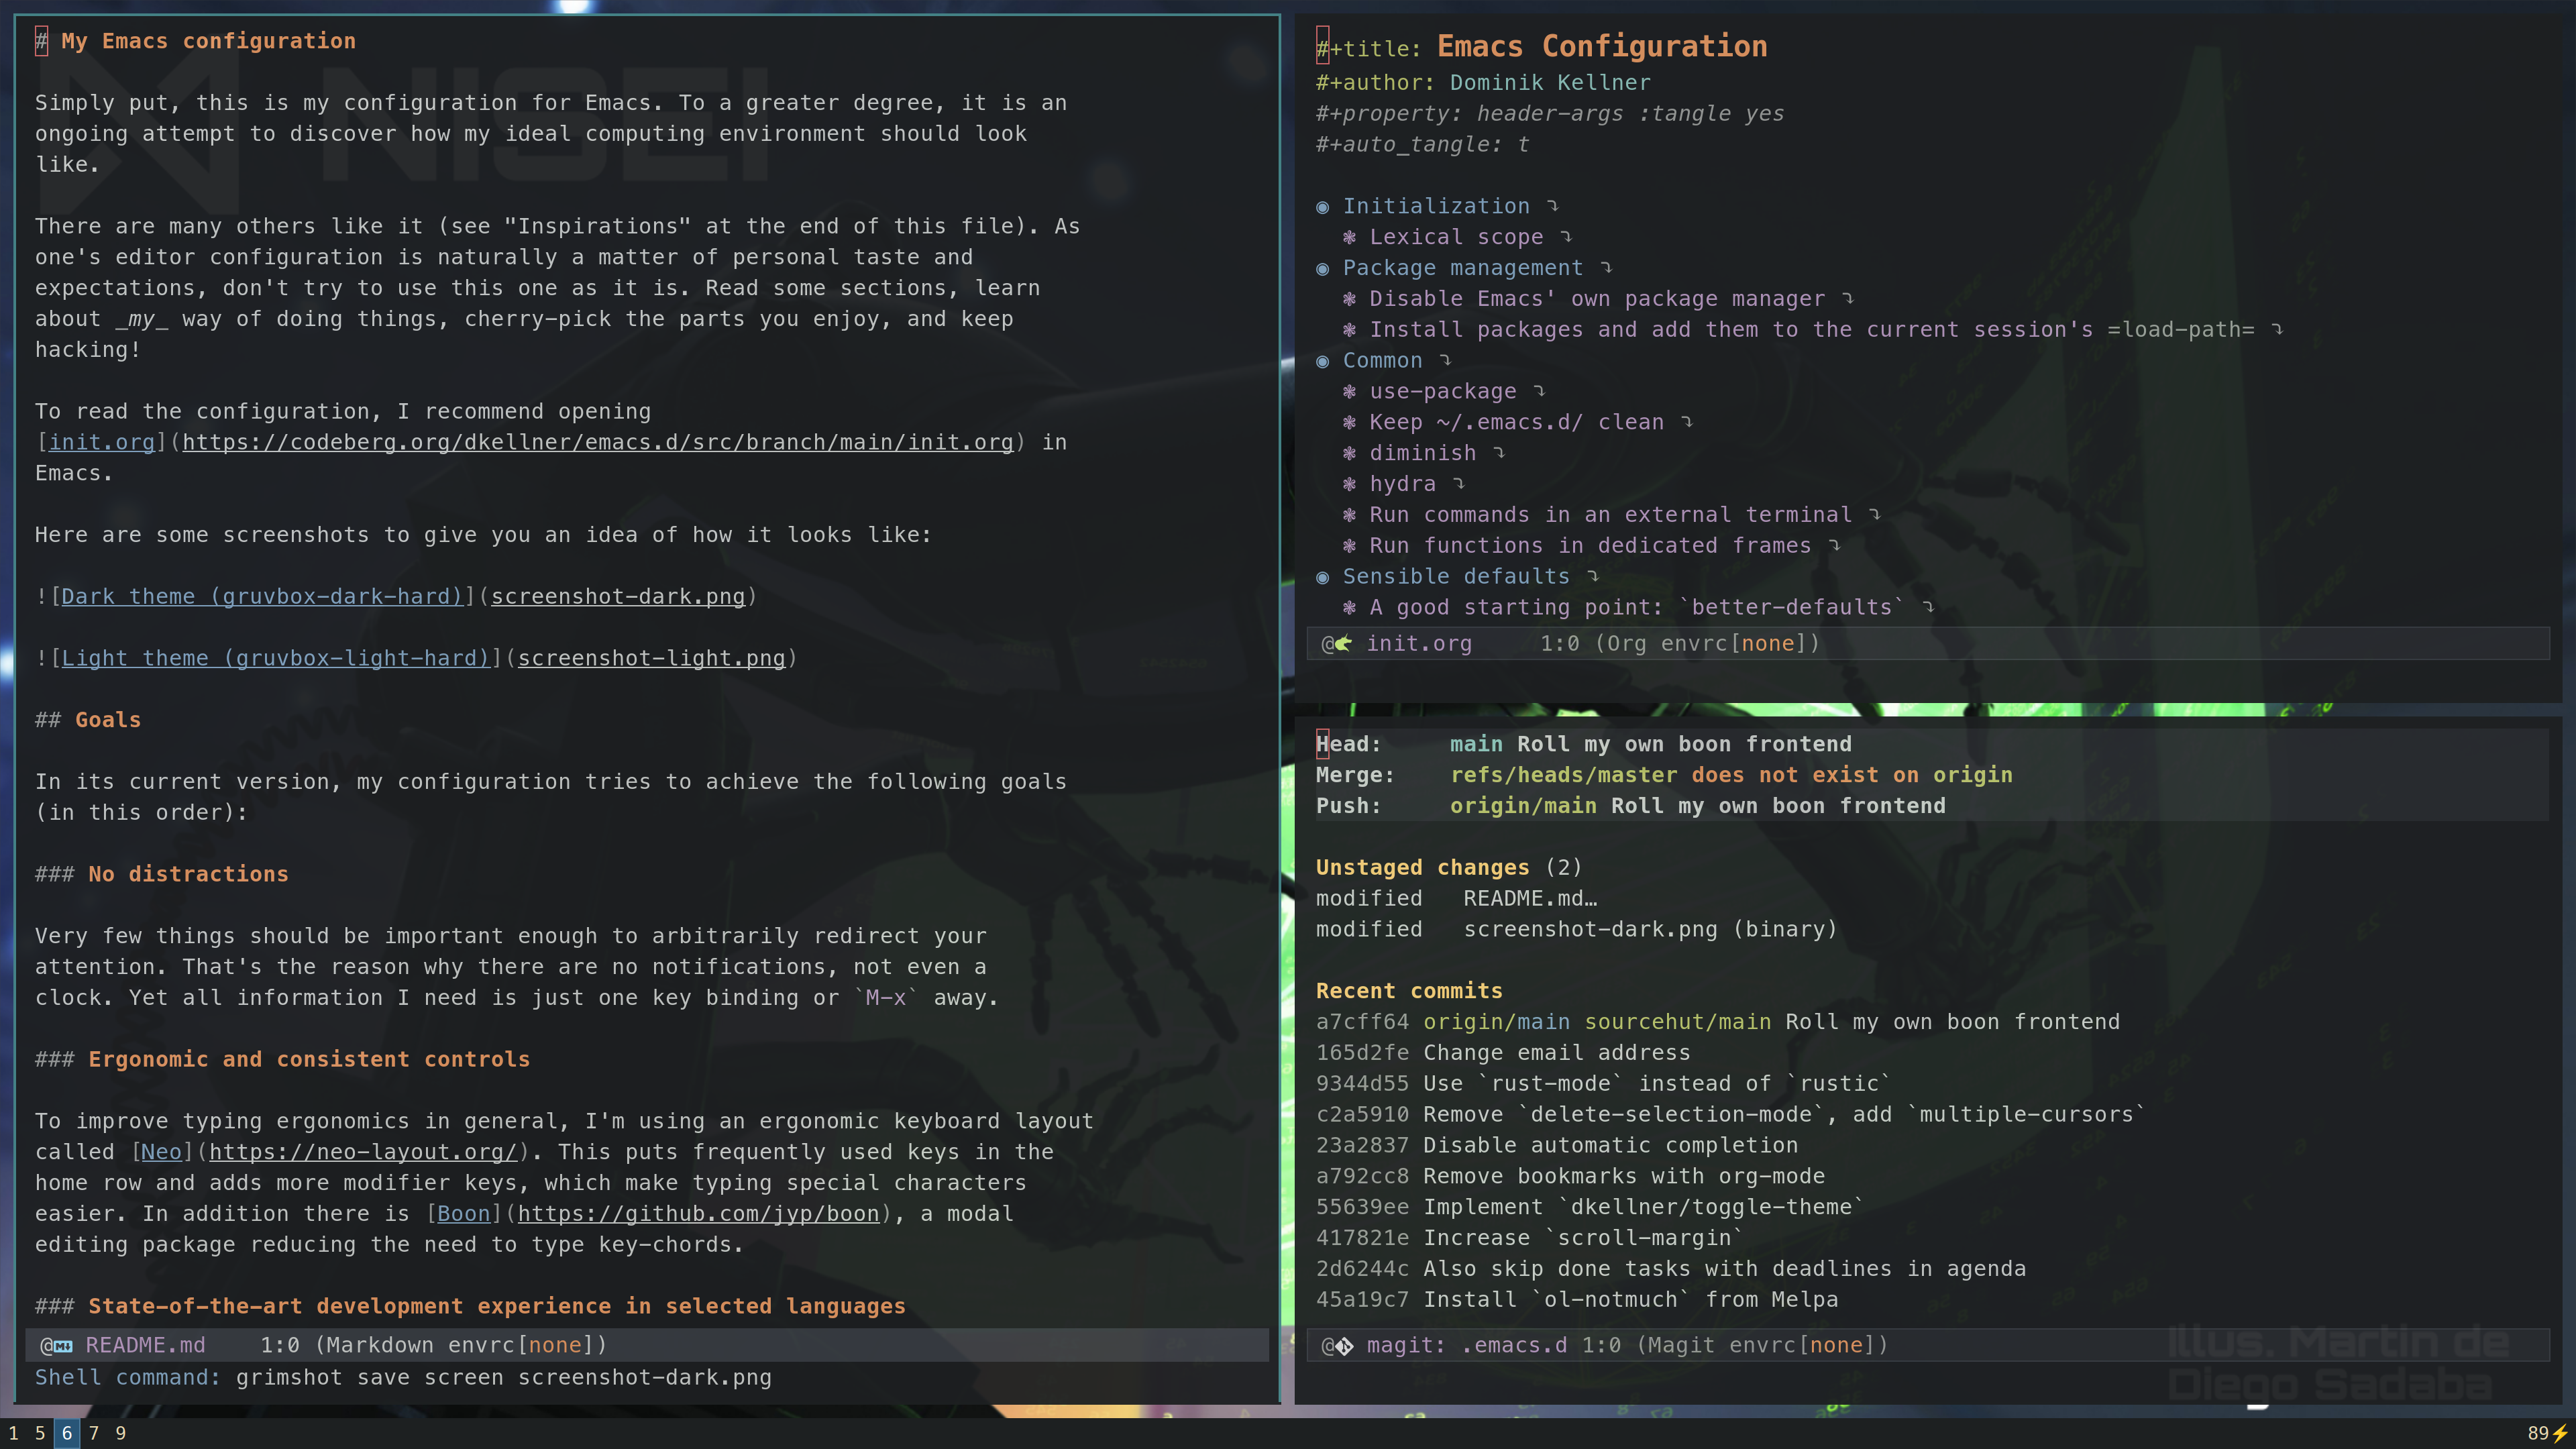 # My Emacs configuration
NISEI
Simply put, this is my configuration for Emacs. To a greater degree, it is an
ongoing attempt to discover how my ideal computing environment should look
like.
There are many others like it (see "Inspirations" at the end of this file). As
one's editor configuration is naturally a matter of personal taste and
expectations, don't try to use this one as it is. Read some sections, learn
about _my_ way of doing things, cherry-pick the parts you enjoy, and keep
hacking!
To read the configuration, I recommend opening
[init.org](https://codeberg.org/dkellner/emacs.d/src/branch/main/init.org) in
Emacs.
Here are some screenshots to give you an idea of how it looks like:
![Dark theme (gruvbox-dark-hard)](screenshot-dark.png)
![Light theme (gruvbox-light-hard)](screenshot-light.png)
## Goals
In its current version, my configuration tries to achieve the following goals
(in this order):
### No distractions
Very few things should be important enough to arbitrarily redirect your
attention. That's the reason why there are no notifications, not even a
clock. Yet all information I need is just one key binding or `M-x` away.
### Ergonomic and consistent controls
To improve typing ergonomics in general, I'm using an ergonomic keyboard layout
called [Neo](https://neo-layout.org/). This puts frequently used keys in the
home row and adds more modifier keys, which make typing special characters
easier. In addition there is [Boon](https://github.com/jyp/boon), a modal
editing package reducing the need to type key-chords.
### State-of-the-art development experience in selected languages
@ README.md 1:0 (Markdown envrc[none])
Shell command: grimshot save screen screenshot-dark.png
#+title: Emacs Configuration
#+author: Dominik Kellner
#+property: header-args :tangle yes
#+auto_tangle: t
◉ Initialization ⤵
❃ Lexical scope ⤵
◉ Package management ⤵
❃ Disable Emacs' own package manager ⤵
❃ Install packages and add them to the current session's =load-path= ⤵
◉ Common ⤵
❃ use-package ⤵
❃ Keep ~/.emacs.d/ clean ⤵
❃ diminish ⤵
❃ hydra ⤵
❃ Run commands in an external terminal ⤵
❃ Run functions in dedicated frames ⤵
◉ Sensible defaults ⤵
❃ A good starting point: `better-defaults` ⤵
@ init.org 1:0 (Org envrc[none])
Head: main Roll my own boon frontend
Merge: refs/heads/master does not exist on origin
Push: origin/main Roll my own boon frontend
Unstaged changes (2)
modified README.md…
modified screenshot-dark.png (binary)
Recent commits
a7cff64 origin/main sourcehut/main Roll my own boon frontend
165d2fe Change email address
9344d55 Use `rust-mode` instead of `rustic`
c2a5910 Remove `delete-selection-mode`, add `multiple-cursors`
23a2837 Disable automatic completion
a792cc8 Remove bookmarks with org-mode
55639ee Implement `dkellner/toggle-theme`
417821e Increase `scroll-margin`
2d6244c Also skip done tasks with deadlines in agenda
45a19c7 Install `ol-notmuch` from Melpa
@ magit: .emacs.d 1:0 (Magit envrc[none])
Illus. Martin de
Diego Sadaba
1 5 6 7 9
89⚡